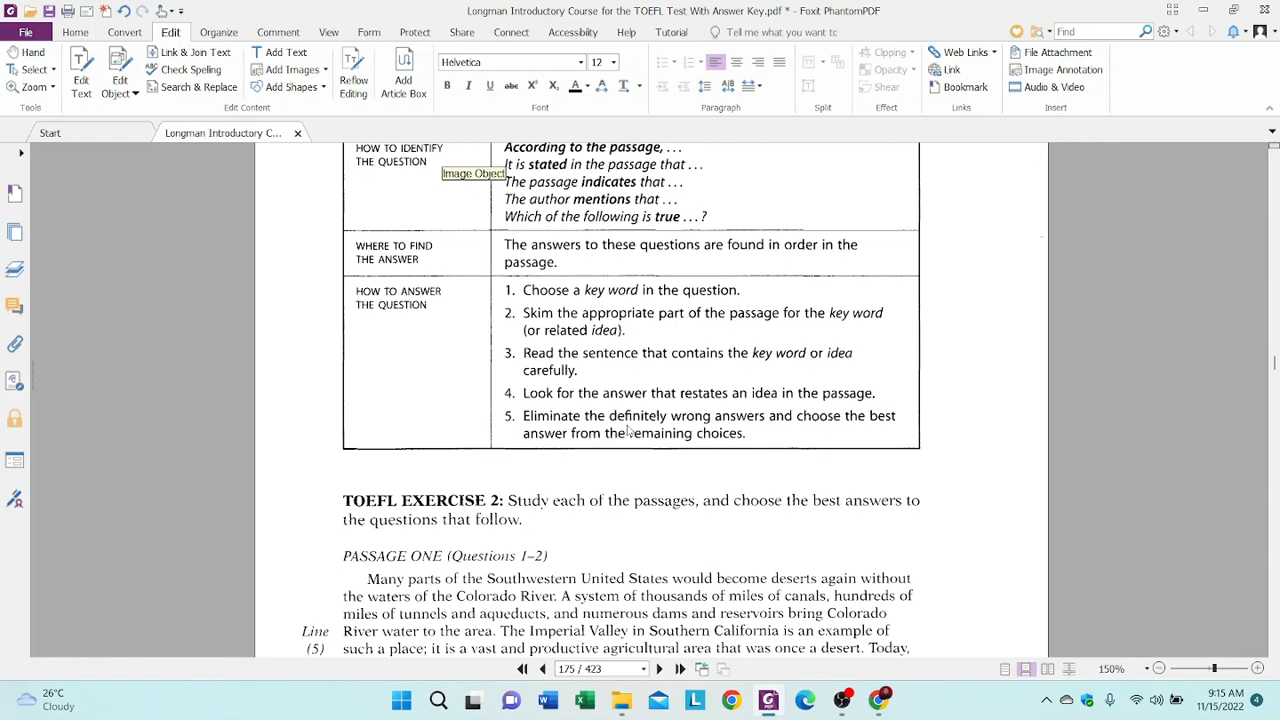 Longman Introductory Course for the TOEFL Test With Answer Key.pdf * - Foxit PhantomPDF
File Home Convert Edit Organize Comment View Form Protect Share Connect Accessibility Help Tutorial Tell me what you want Find
Hand
Select
Zoom
Tools
Edit Text
Edit Object
Link & Join Text
Check Speling
Search & Replace
Edit Content
Add Text
Add Images
Add Shapes
Reflow Editing
Add Article Box
Helvetica 12
Font
Paragraph
Split
Clipping
Opacity
Shear
Effect
Web Links
Link
Bookmark
Links
File Attachment
Image Annotation
Audio & Video
Insert
Start
Longman Introductory C...
HOW TO IDENTIFY
THE QUESTION
Image Object
According to the passage, ...
It is stated in the passage that ...
The passage indicates that ...
The author mentions that ...
Which of the following is true ...?
WHERE TO FIND
THE ANSWER
The answers to these questions are found in order in the
passage.
HOW TO ANSWER
THE QUESTION
1. Choose a key word in the question.
2. Skim the appropriate part of the passage for the key word
(or related idea).
3. Read the sentence that contains the key word or idea
carefully.
4. Look for the answer that restates an idea in the passage.
5. Eliminate the definitely wrong answers and choose the best
answer from the remaining choices.
TOEFL EXERCISE 2: Study each of the passages, and choose the best answers to
the questions that follow.
PASSAGE ONE (Questions 1–2)
Many parts of the Southwestern United States would become deserts again without
the waters of the Colorado River. A system of thousands of miles of canals, hundreds of
miles of tunnels and aqueducts, and numerous dams and reservoirs bring Colorado
Line River water to the area. The Imperial Valley in Southern California is an example of
(5) such a place; it is a vast and productive agricultural area that was once a desert. Today,
175 / 423
150%
26°C
Cloudy
9:15 AM
11/15/2022
4